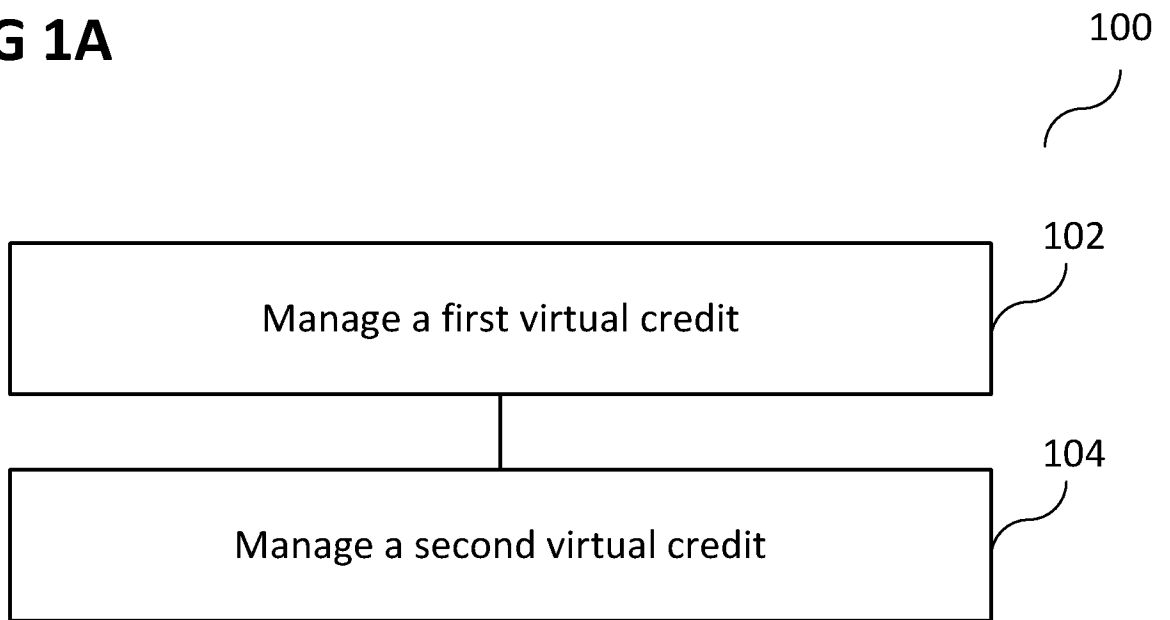 G 1A
100
102
Manage a first virtual credit
104
Manage a second virtual credit